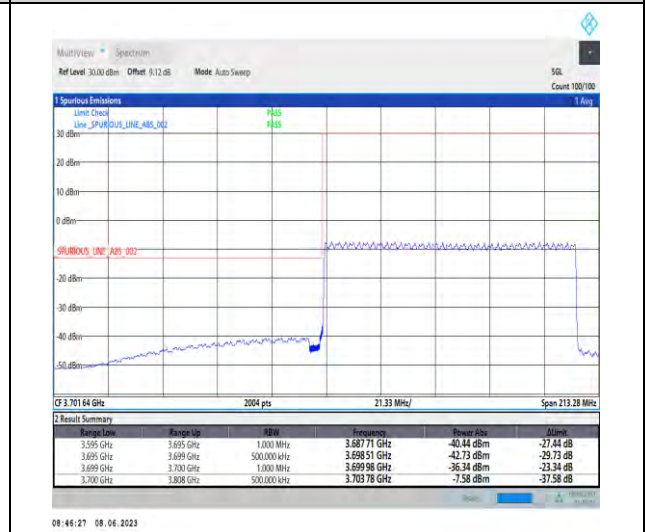 MultiView Spectrum
Ref Level 30.00 dBm Offset 9.12 dB Mode Auto Sweep SGL
Count 100/100
1 Spurious Emissions 1 Avg
Limit Check PASS
Line _SPURIOUS_LINE_ABS_002 PASS
30 dBm
20 dBm
10 dBm
0 dBm
_SPURIOUS_LINE_ABS_002
-20 dBm
-30 dBm
-40 dBm
-50 dBm
CF 3.701 64 GHz 2004 pts 21.33 MHz/ Span 213.28 MHz
2 Result Summary
Range Low Range Up RBW Frequency Power Abs ΔLimit
3.595 GHz 3.695 GHz 1.000 MHz 3.687 71 GHz -40.44 dBm -27.44 dB
3.695 GHz 3.699 GHz 500.000 kHz 3.698 51 GHz -42.73 dBm -29.73 dB
3.699 GHz 3.700 GHz 1.000 MHz 3.699 98 GHz -36.34 dBm -23.34 dB
3.700 GHz 3.808 GHz 500.000 kHz 3.703 78 GHz -7.58 dBm -37.58 dB
08:46:27 08.06.2023